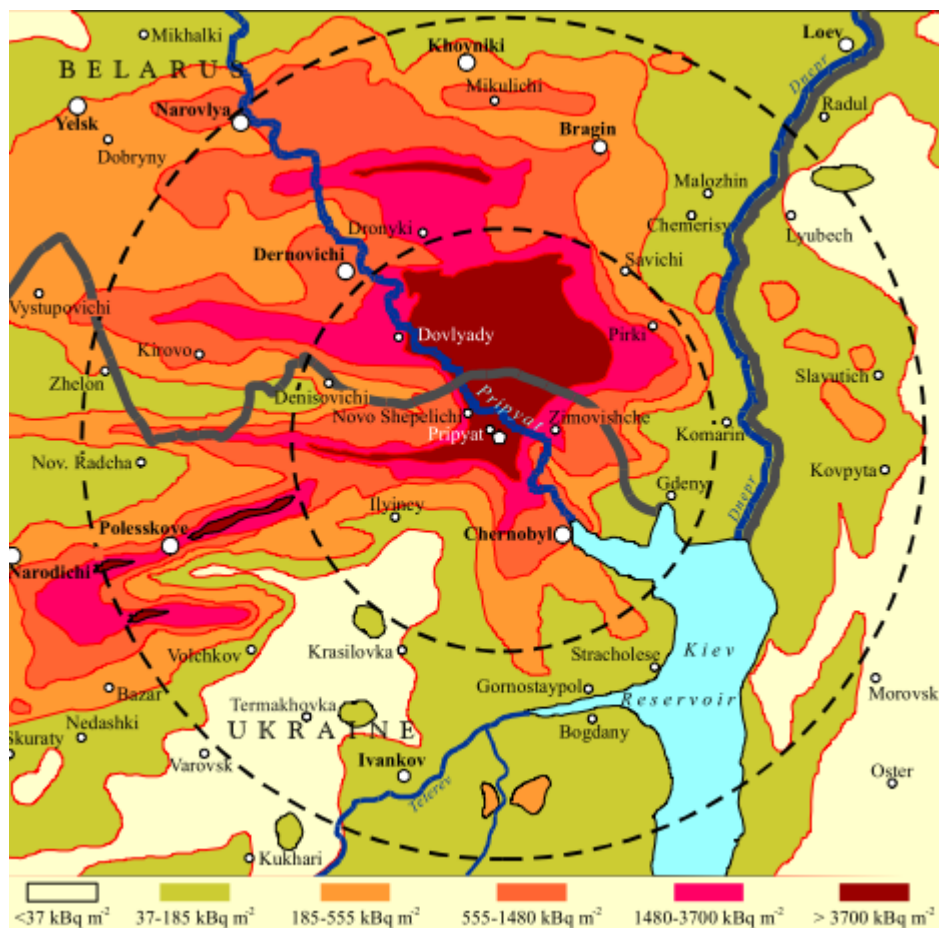 Mikhalki
Loev
Khoyniki
BELARUS
Dnepr
Mikulichi
Yelsk
Narovlya
Radul
Bragin
Dobryny
Malozhin
Chemerisy
Lyubech
Dronyki
Dernovichi
Savichi
Vystupovichi
Dovlyady
Pirki
Kirovo
Zhelon
Slavutich
Denisovichi
Pripyat
Novo Shepelichi
Zimovishche
Komarin
Pripyat
Nov. Radcha
Kovpyta
Gdeny
Dnepr
Ilyincy
Polesskoye
Chernobyl
Narodichi
Volchkov
Krasilovka
Kiev
Stracholese
Bazar
Gornostaypol
Morovsk
Reservoir
Termakhovka
Nedashki
UKRAINE
Bogdany
Skuraty
Varovsk
Ivankov
Oster
Teterev
Kukhari
<37 kBq m-2 37-185 kBq m-2 185-555 kBq m-2 555-1480 kBq m-2 1480-3700 kBq m-2 > 3700 kBq m-2